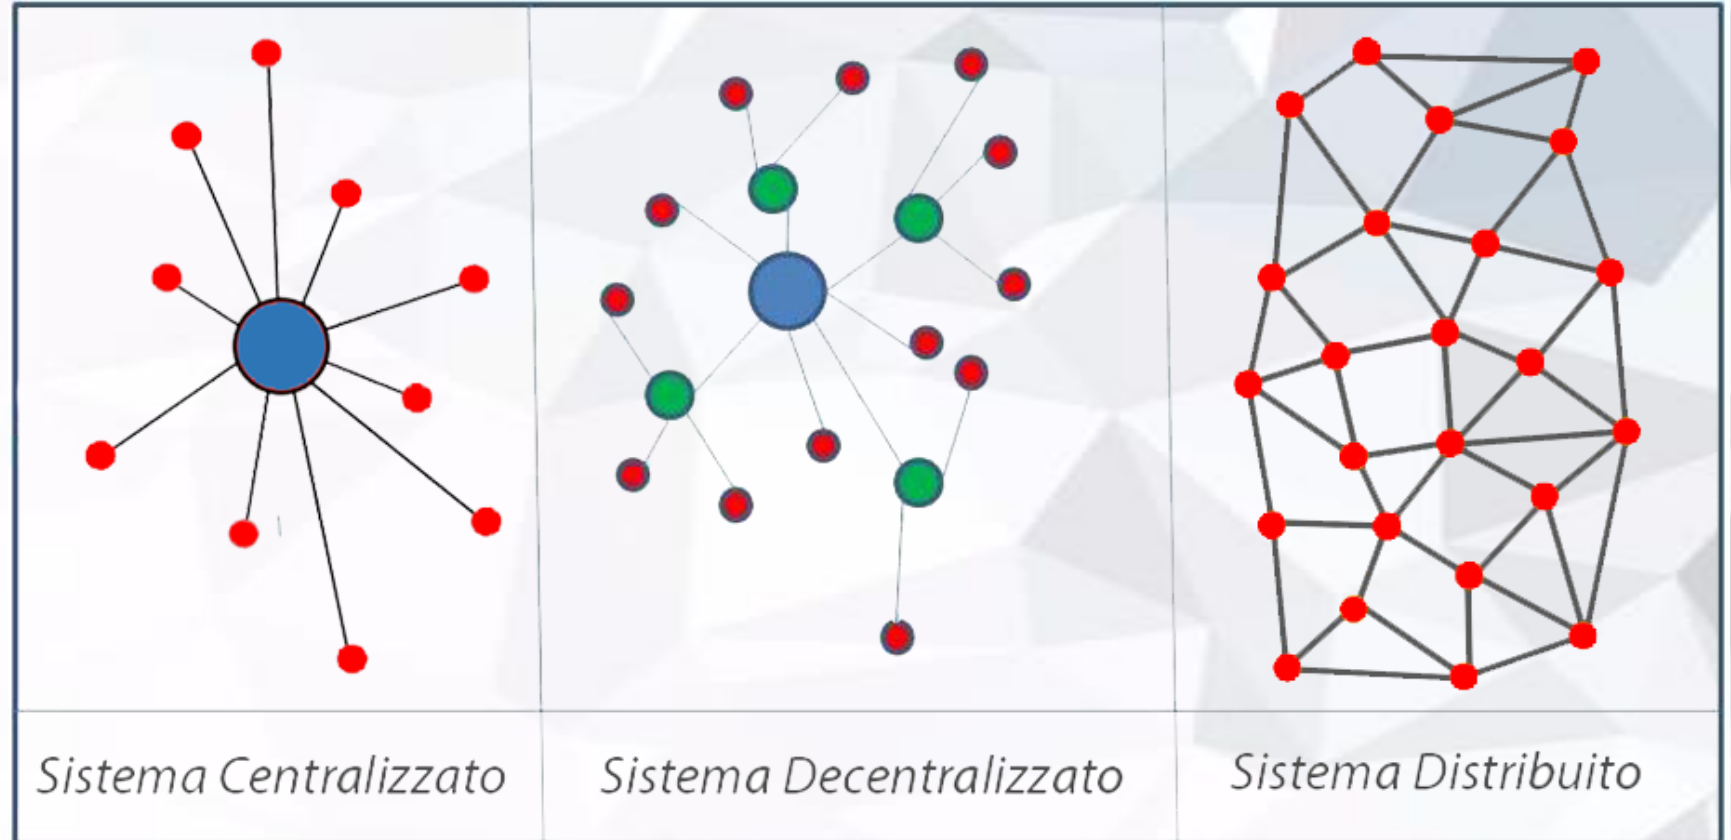 Sistema Centralizzato
Sistema Decentralizzato
Sistema Distribuito